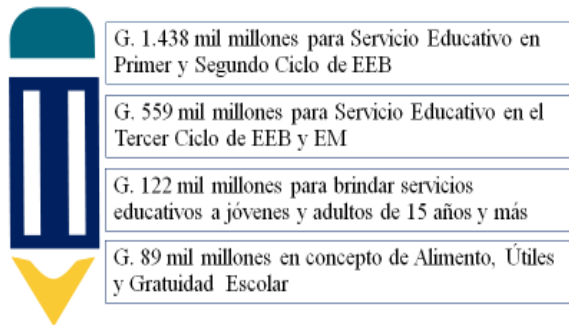 G. 1.438 mil millones para Servicio Educativo en
Primer y Segundo Ciclo de EEB
G. 559 mil millones para Servicio Educativo en el
Tercer Ciclo de EEB y EM
G. 122 mil millones para brindar servicios
educativos a jóvenes y adultos de 15 años y más
G. 89 mil millones en concepto de Alimento, Útiles
y Gratuidad Escolar